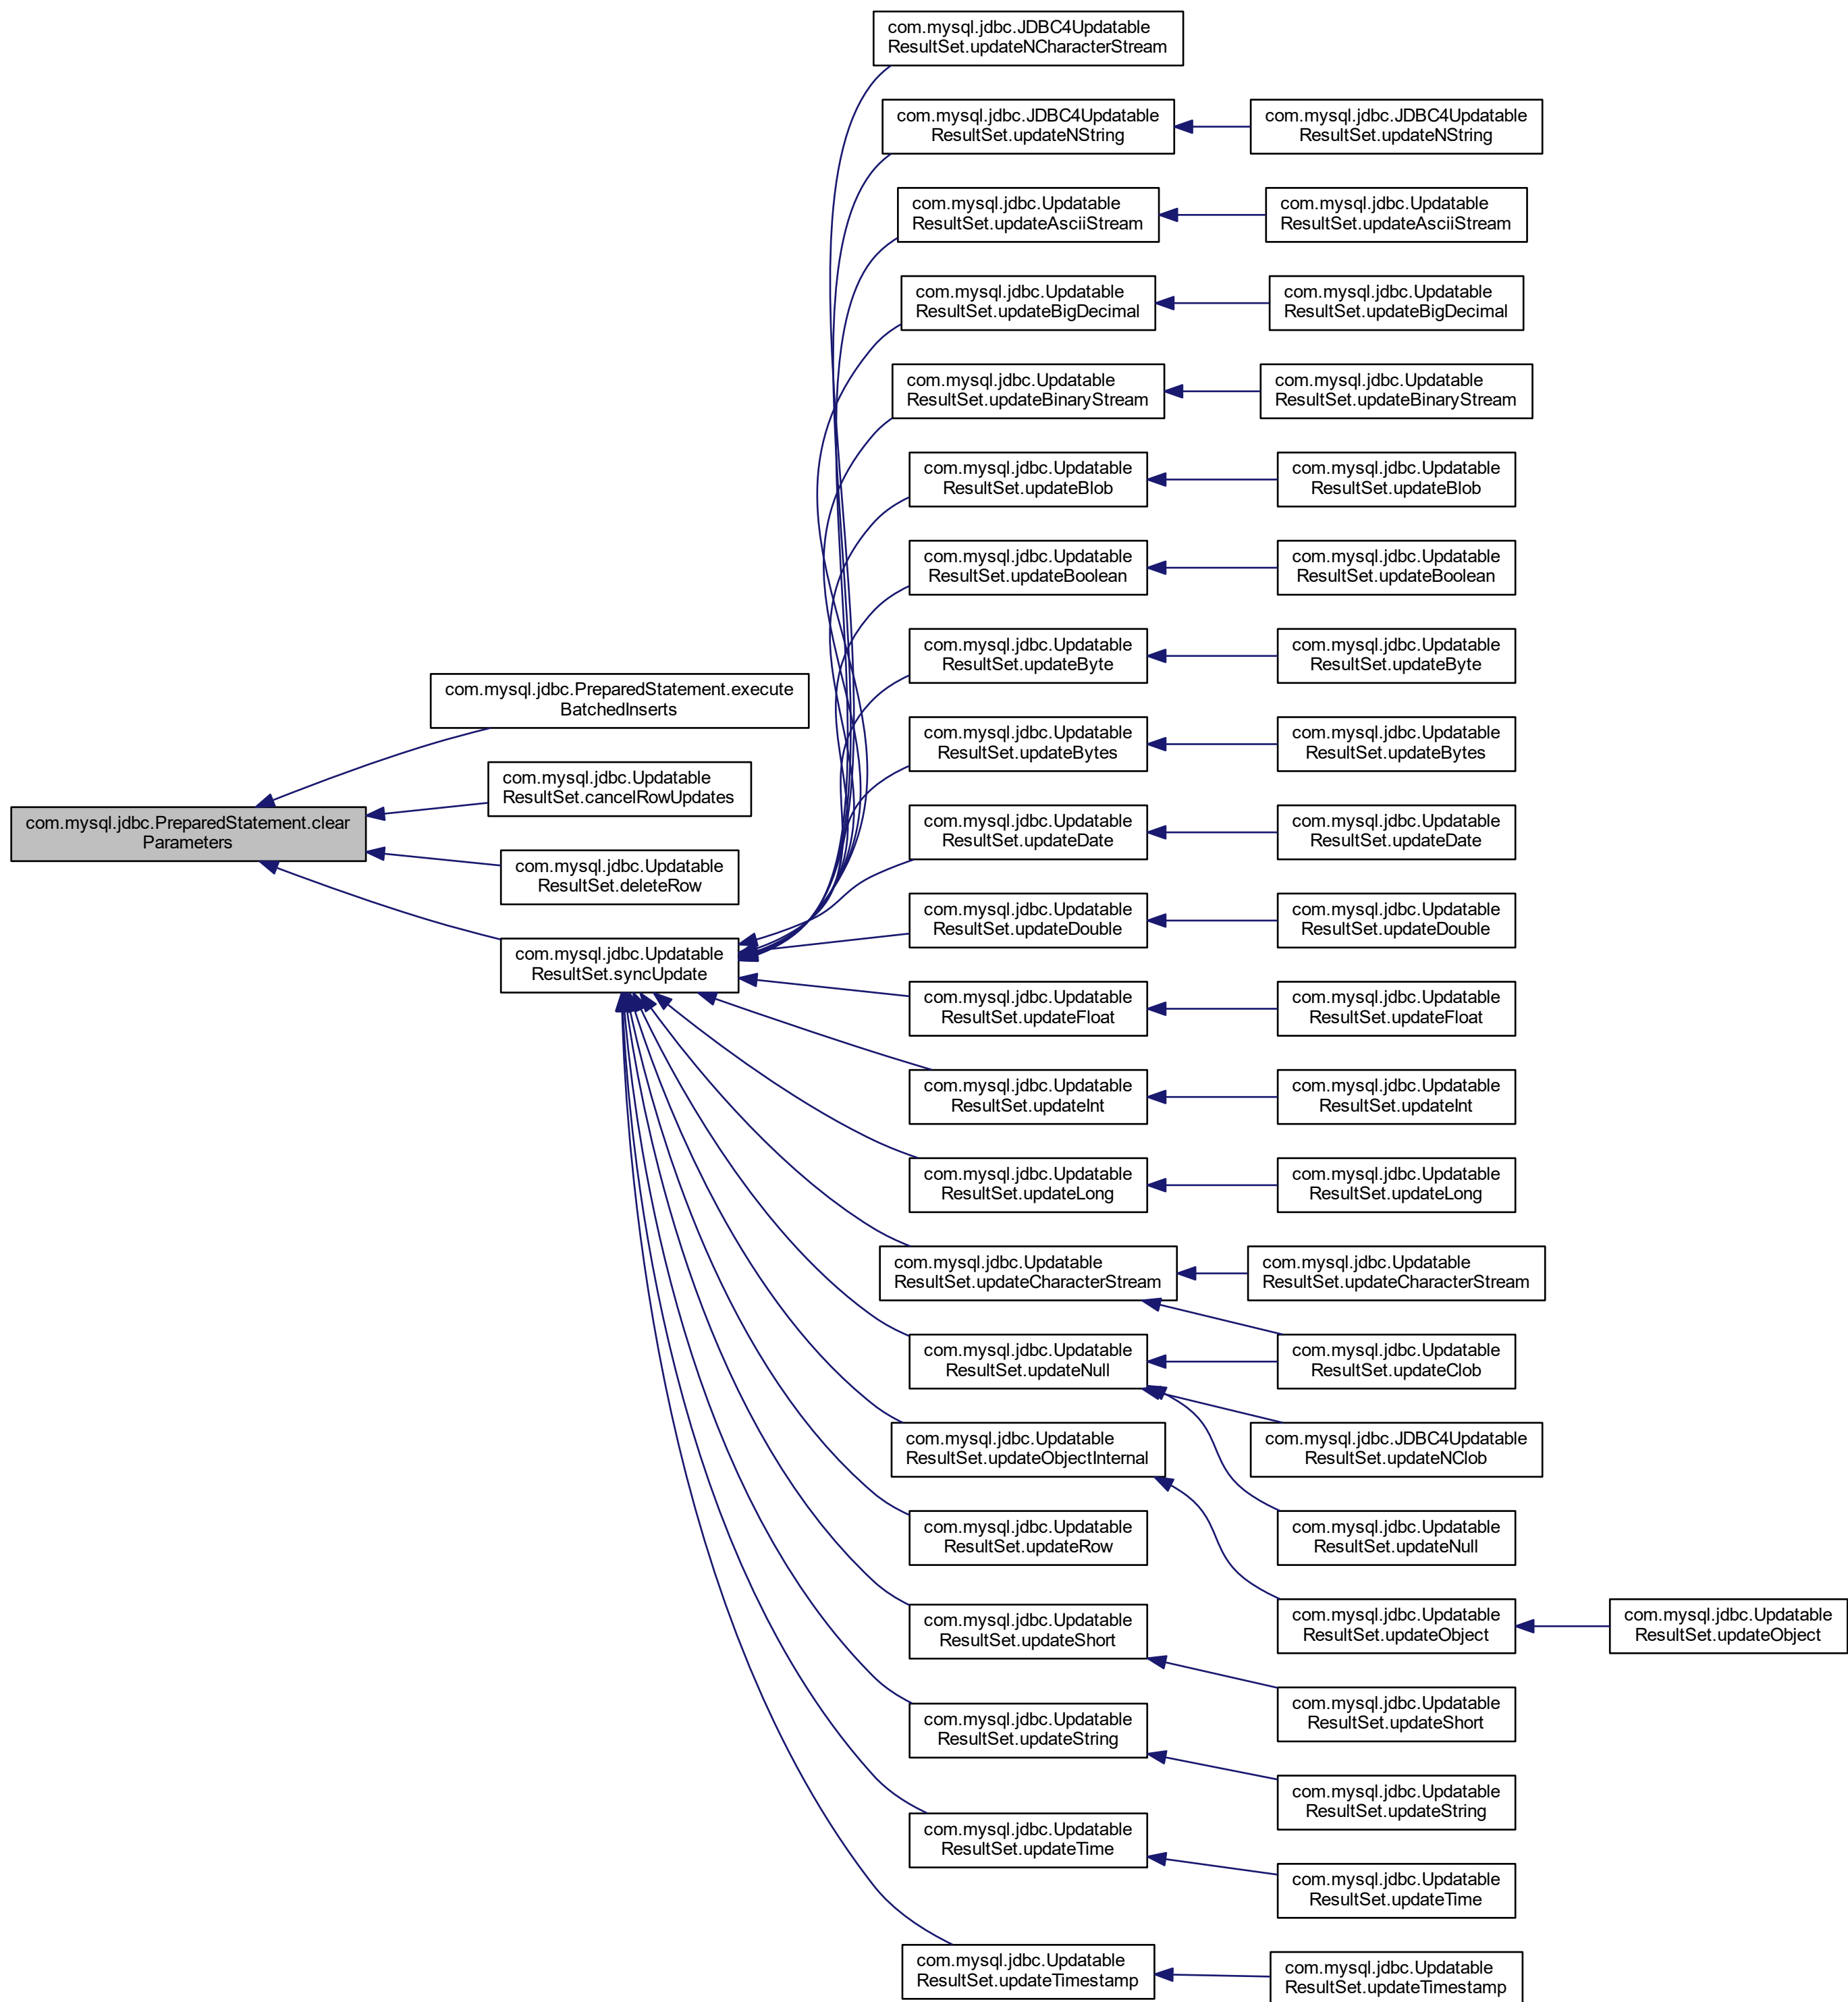 com.mysql.jdbc.JDBC4Updatable
ResultSet.updateNCharacterStream
com.mysql.jdbc.JDBC4Updatable
ResultSet.updateNString
com.mysql.jdbc.JDBC4Updatable
ResultSet.updateNString
com.mysql.jdbc.Updatable
ResultSet.updateAsciiStream
com.mysql.jdbc.Updatable
ResultSet.updateAsciiStream
com.mysql.jdbc.Updatable
ResultSet.updateBigDecimal
com.mysql.jdbc.Updatable
ResultSet.updateBigDecimal
com.mysql.jdbc.Updatable
ResultSet.updateBinaryStream
com.mysql.jdbc.Updatable
ResultSet.updateBinaryStream
com.mysql.jdbc.Updatable
ResultSet.updateBlob
com.mysql.jdbc.Updatable
ResultSet.updateBlob
com.mysql.jdbc.Updatable
ResultSet.updateBoolean
com.mysql.jdbc.Updatable
ResultSet.updateBoolean
com.mysql.jdbc.Updatable
ResultSet.updateByte
com.mysql.jdbc.Updatable
ResultSet.updateByte
com.mysql.jdbc.PreparedStatement.execute
BatchedInserts
com.mysql.jdbc.Updatable
ResultSet.updateBytes
com.mysql.jdbc.Updatable
ResultSet.updateBytes
com.mysql.jdbc.Updatable
ResultSet.cancelRowUpdates
com.mysql.jdbc.PreparedStatement.clear
Parameters
com.mysql.jdbc.Updatable
ResultSet.updateDate
com.mysql.jdbc.Updatable
ResultSet.updateDate
com.mysql.jdbc.Updatable
ResultSet.deleteRow
com.mysql.jdbc.Updatable
ResultSet.updateDouble
com.mysql.jdbc.Updatable
ResultSet.updateDouble
com.mysql.jdbc.Updatable
ResultSet.syncUpdate
com.mysql.jdbc.Updatable
ResultSet.updateFloat
com.mysql.jdbc.Updatable
ResultSet.updateFloat
com.mysql.jdbc.Updatable
ResultSet.updateInt
com.mysql.jdbc.Updatable
ResultSet.updateInt
com.mysql.jdbc.Updatable
ResultSet.updateLong
com.mysql.jdbc.Updatable
ResultSet.updateLong
com.mysql.jdbc.Updatable
ResultSet.updateCharacterStream
com.mysql.jdbc.Updatable
ResultSet.updateCharacterStream
com.mysql.jdbc.Updatable
ResultSet.updateNull
com.mysql.jdbc.Updatable
ResultSet.updateClob
com.mysql.jdbc.Updatable
ResultSet.updateObjectInternal
com.mysql.jdbc.JDBC4Updatable
ResultSet.updateNClob
com.mysql.jdbc.Updatable
ResultSet.updateRow
com.mysql.jdbc.Updatable
ResultSet.updateNull
com.mysql.jdbc.Updatable
ResultSet.updateShort
com.mysql.jdbc.Updatable
ResultSet.updateObject
com.mysql.jdbc.Updatable
ResultSet.updateObject
com.mysql.jdbc.Updatable
ResultSet.updateString
com.mysql.jdbc.Updatable
ResultSet.updateShort
com.mysql.jdbc.Updatable
ResultSet.updateTime
com.mysql.jdbc.Updatable
ResultSet.updateString
com.mysql.jdbc.Updatable
ResultSet.updateTime
com.mysql.jdbc.Updatable
ResultSet.updateTimestamp
com.mysql.jdbc.Updatable
ResultSet.updateTimestamp